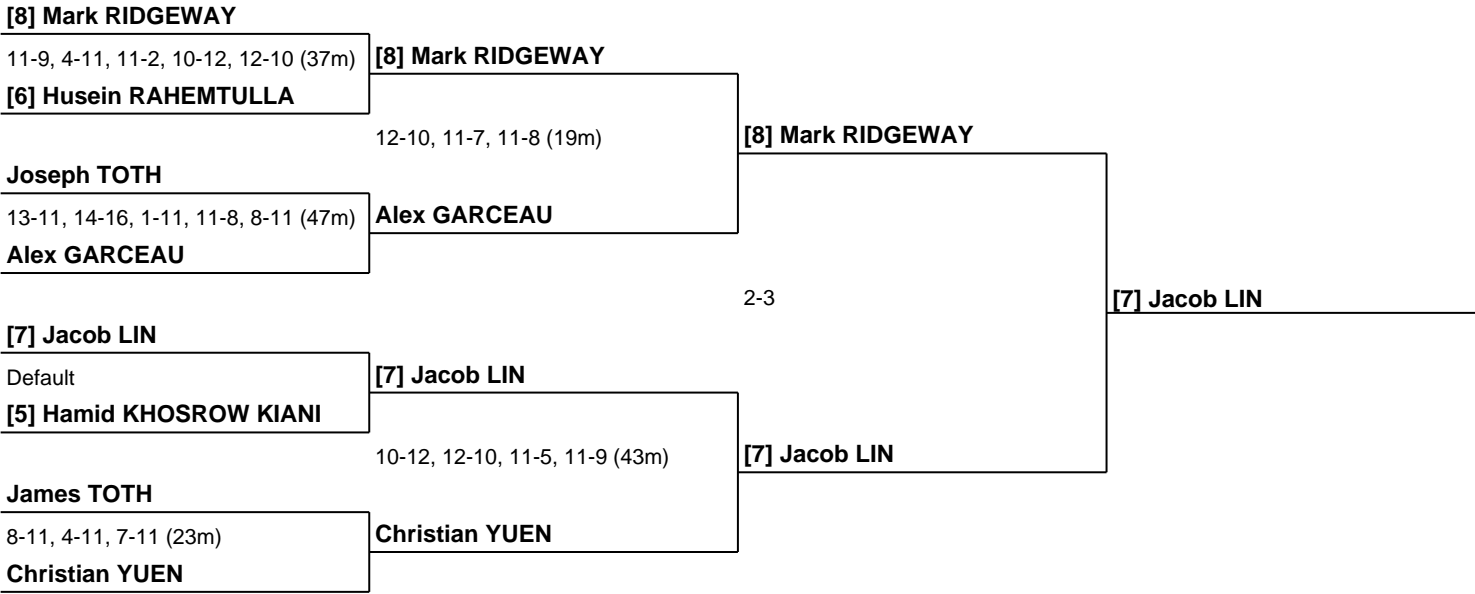 [8] Mark RIDGEWAY
11-9, 4-11, 11-2, 10-12, 12-10 (37m)
[8] Mark RIDGEWAY
[6] Husein RAHEMTULLA
12-10, 11-7, 11-8 (19m)
[8] Mark RIDGEWAY
Joseph TOTH
13-11, 14-16, 1-11, 11-8, 8-11 (47m)
Alex GARCEAU
Alex GARCEAU
2-3
[7] Jacob LIN
[7] Jacob LIN
Default
[7] Jacob LIN
[5] Hamid KHOSROW KIANI
10-12, 12-10, 11-5, 11-9 (43m)
[7] Jacob LIN
James TOTH
8-11, 4-11, 7-11 (23m)
Christian YUEN
Christian YUEN